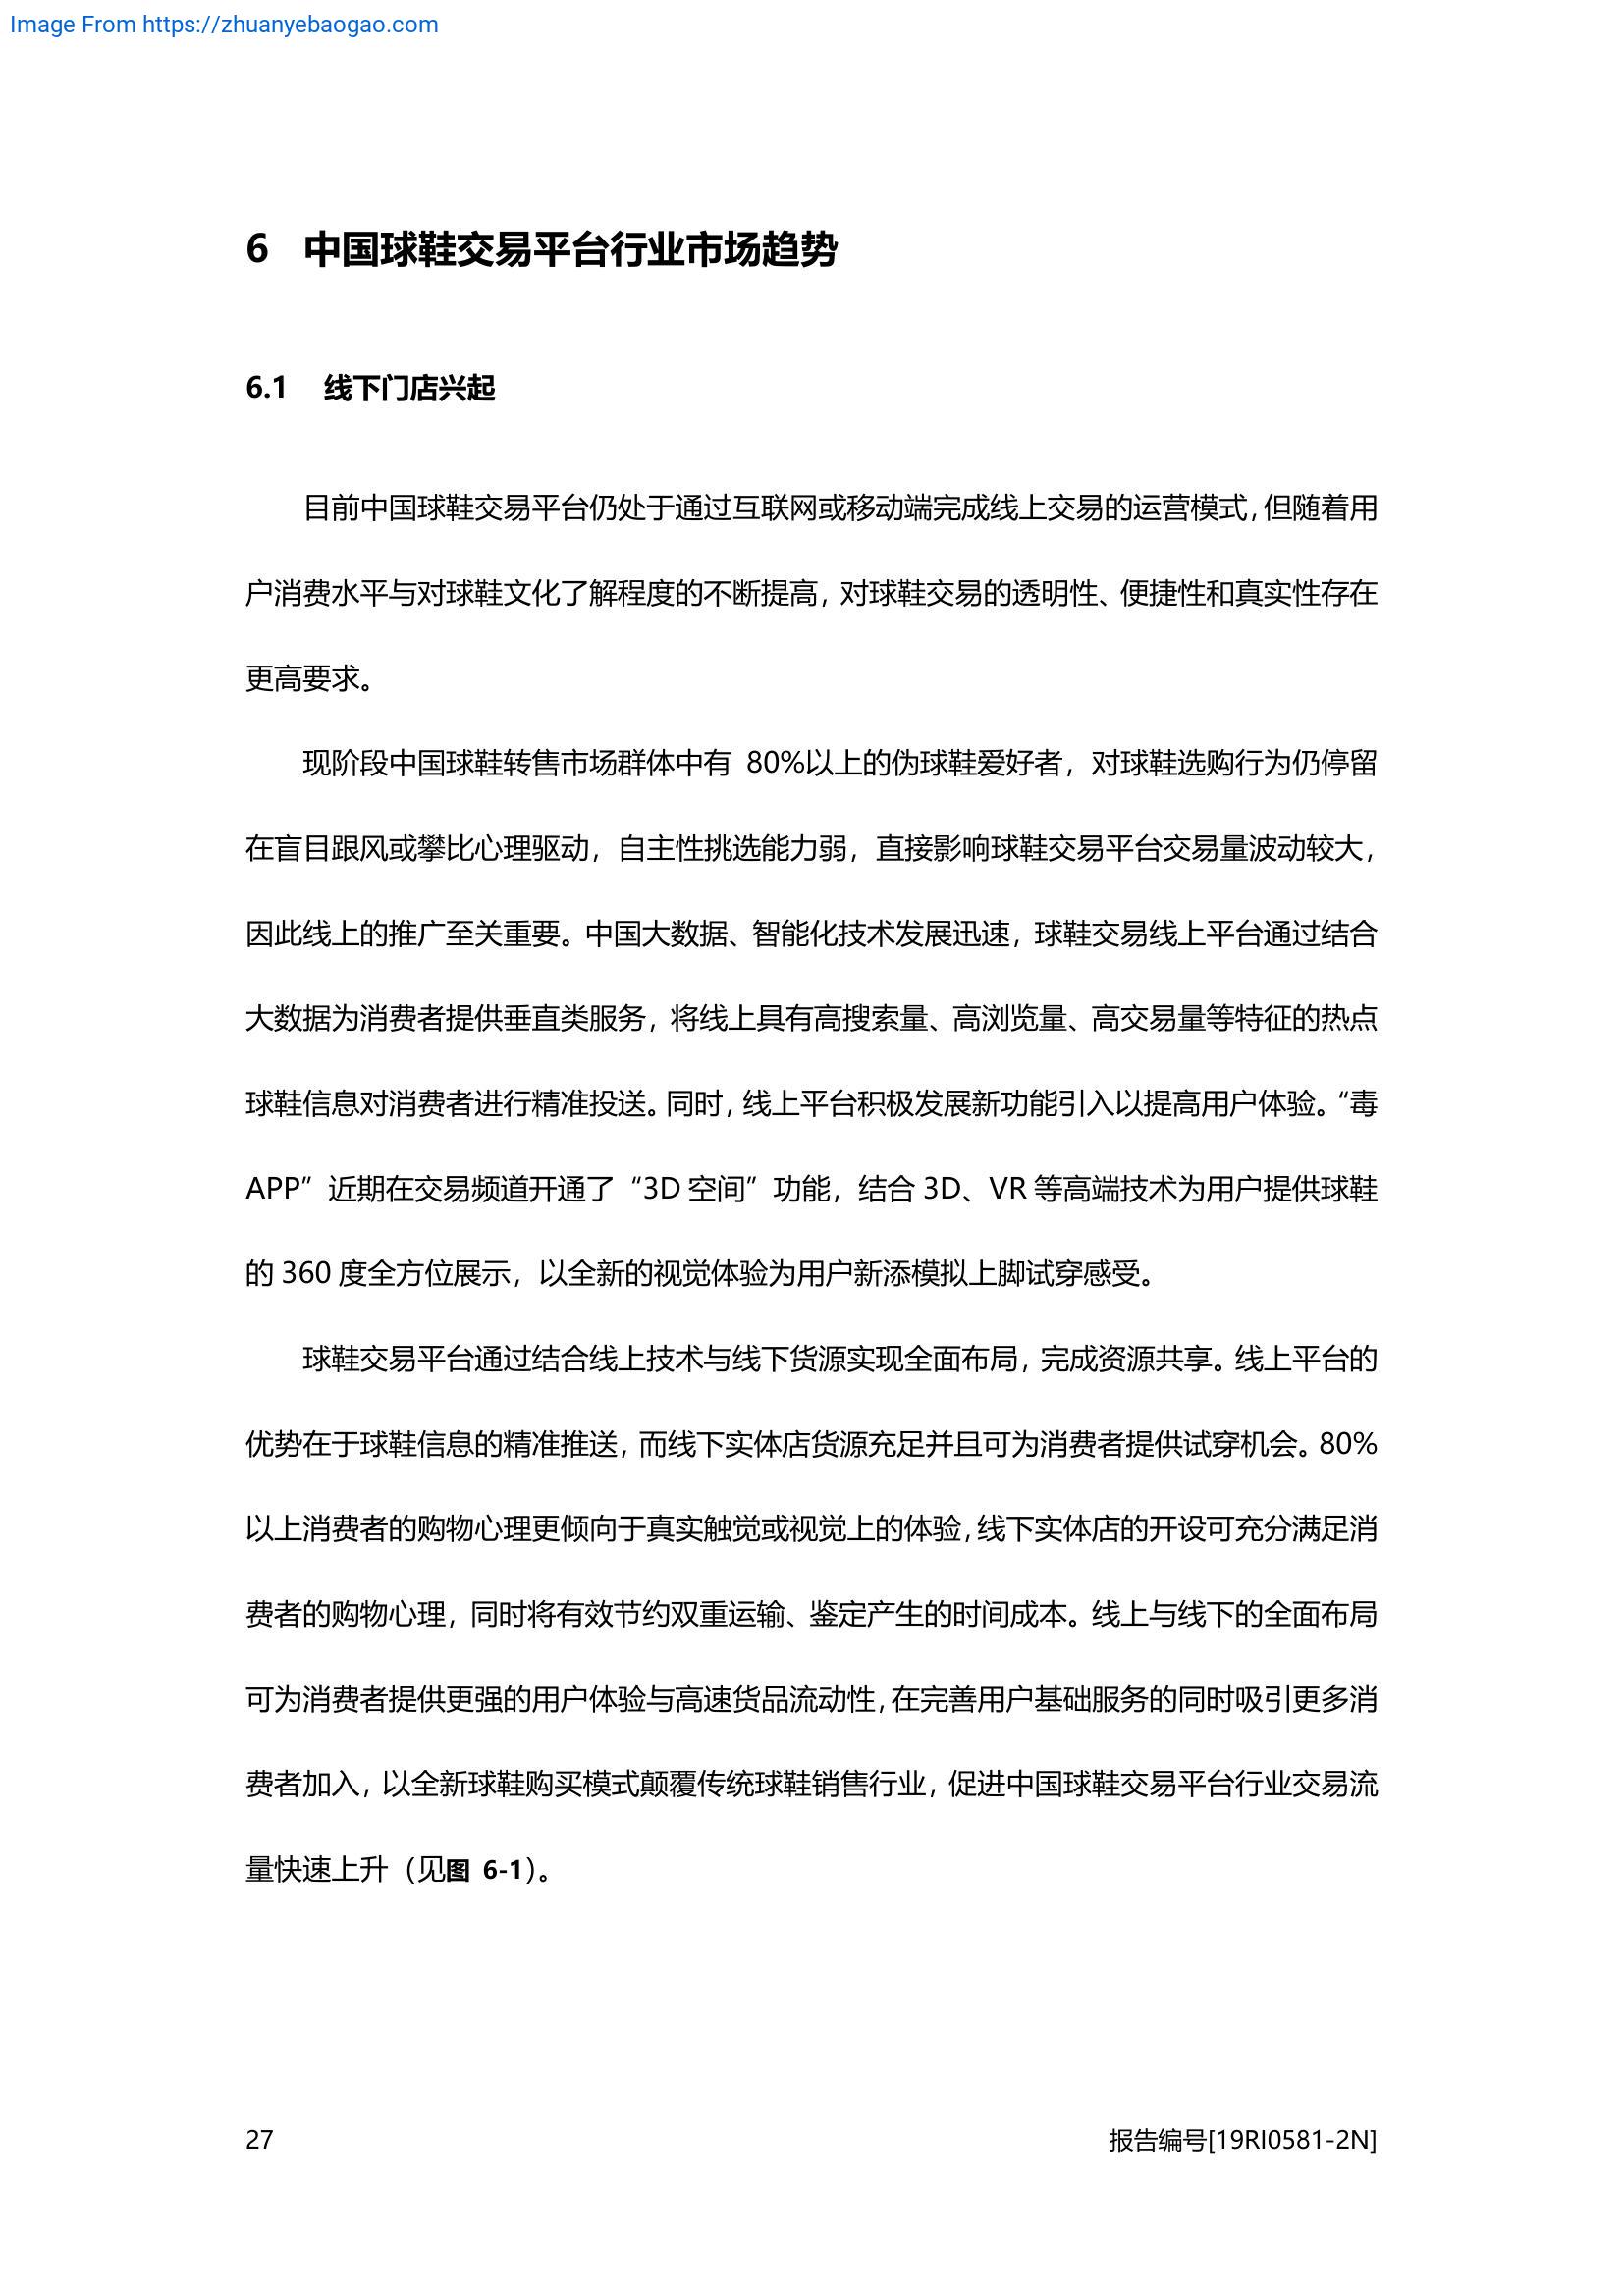 Image From https://zhuanyebaogao.com
6 中国球鞋交易平台行业市场趋势
6.1 线下门店兴起
目前中国球鞋交易平台仍处于通过互联网或移动端完成线上交易的运营模式，但随着用
户消费水平与对球鞋文化了解程度的不断提高，对球鞋交易的透明性、便捷性和真实性存在
更高要求。
现阶段中国球鞋转售市场群体中有 80%以上的伪球鞋爱好者，对球鞋选购行为仍停留
在盲目跟风或攀比心理驱动，自主性挑选能力弱，直接影响球鞋交易平台交易量波动较大，
因此线上的推广至关重要。中国大数据、智能化技术发展迅速，球鞋交易线上平台通过结合
大数据为消费者提供垂直类服务，将线上具有高搜索量、高浏览量、高交易量等特征的热点
球鞋信息对消费者进行精准投送。同时，线上平台积极发展新功能引入以提高用户体验。“毒
APP”近期在交易频道开通了“3D 空间”功能，结合 3D、VR 等高端技术为用户提供球鞋
的 360 度全方位展示，以全新的视觉体验为用户新添模拟上脚试穿感受。
球鞋交易平台通过结合线上技术与线下货源实现全面布局，完成资源共享。线上平台的
优势在于球鞋信息的精准推送，而线下实体店货源充足并且可为消费者提供试穿机会。80%
以上消费者的购物心理更倾向于真实触觉或视觉上的体验，线下实体店的开设可充分满足消
费者的购物心理，同时将有效节约双重运输、鉴定产生的时间成本。线上与线下的全面布局
可为消费者提供更强的用户体验与高速货品流动性，在完善用户基础服务的同时吸引更多消
费者加入，以全新球鞋购买模式颠覆传统球鞋销售行业，促进中国球鞋交易平台行业交易流
量快速上升（见图 6-1）。
27 报告编号[19RI0581-2N]